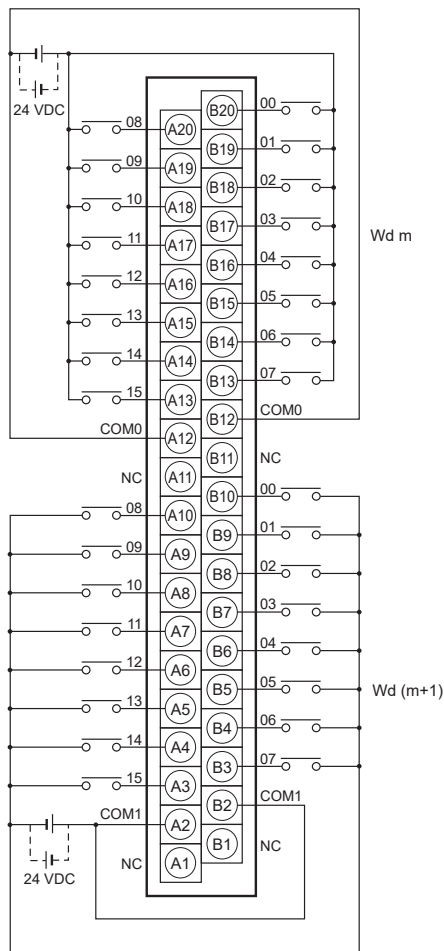 24 VDC
08 A20 B20 00
09 A19 B19 01
10 A18 B18 02
11 A17 B17 03
12 A16 B16 04
13 A15 B15 05
14 A14 B14 06
15 A13 B13 07
COM0 A12 B12 COM0
NC A11 B11 NC
08 A10 B10 00
09 A9 B9 01
10 A8 B8 02
11 A7 B7 03
12 A6 B6 04
13 A5 B5 05
14 A4 B4 06
15 A3 B3 07
COM1 A2 B2 COM1
NC A1 B1 NC
24 VDC
Wd m
Wd (m+1)